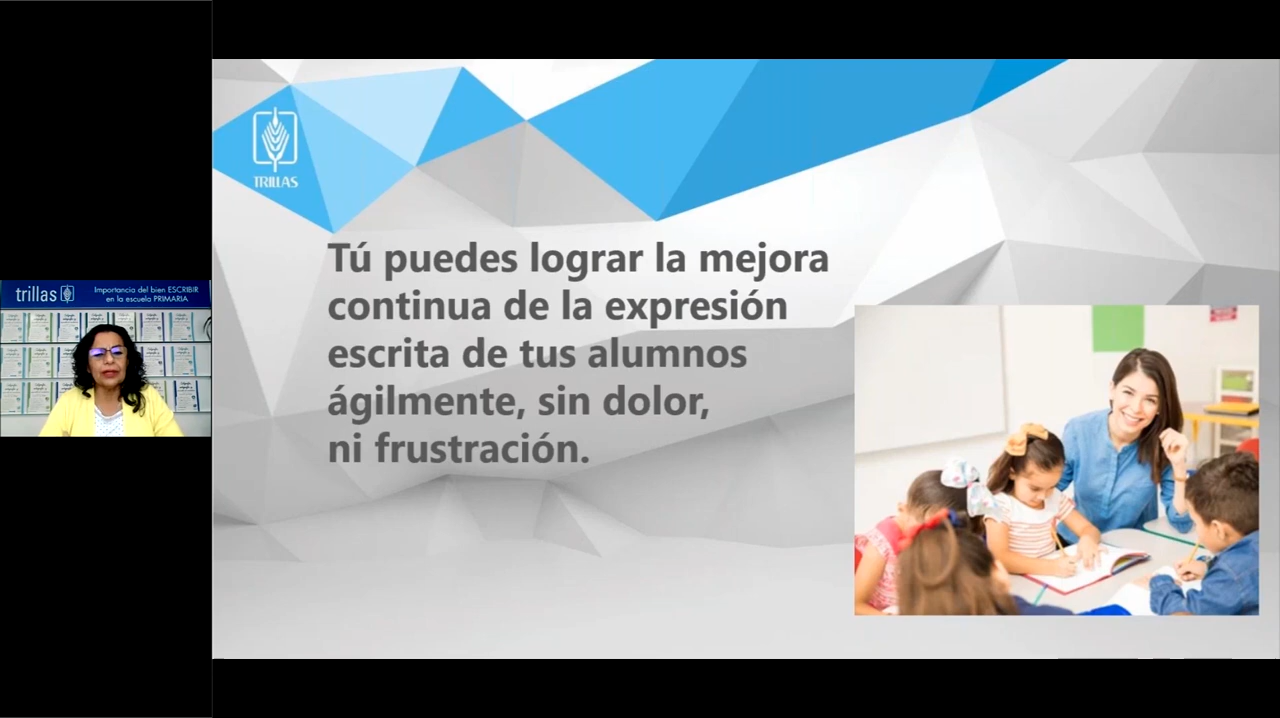 TRILLAS
Tú puedes lograr la mejora
continua de la expresión
escrita de tus alumnos
ágilmente, sin dolor,
ni frustración.
trillas
Importancia del bien ESCRIBIR
en la escuela PRIMARIA